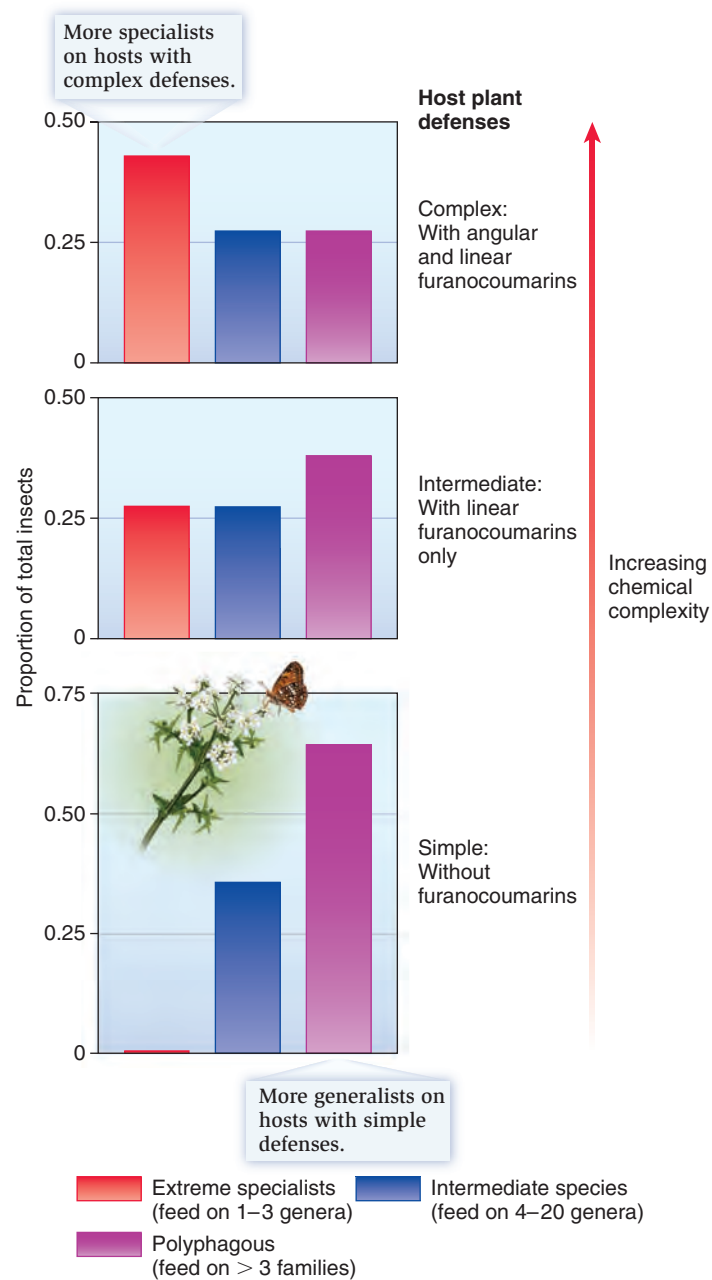 More specialists
on hosts with
complex defenses.
Host plant
defenses
0.50
0.25
0
Complex:
With angular
and linear
furanocoumarins
Proportion of total insects
0.50
0.25
0
Intermediate:
With linear
furanocoumarins
only
Increasing
chemical
complexity
0.75
0.50
0.25
0
Simple:
Without
furanocoumarins
More generalists on
hosts with simple
defenses.
Extreme specialists
(feed on 1–3 genera)
Intermediate species
(feed on 4–20 genera)
Polyphagous
(feed on > 3 families)